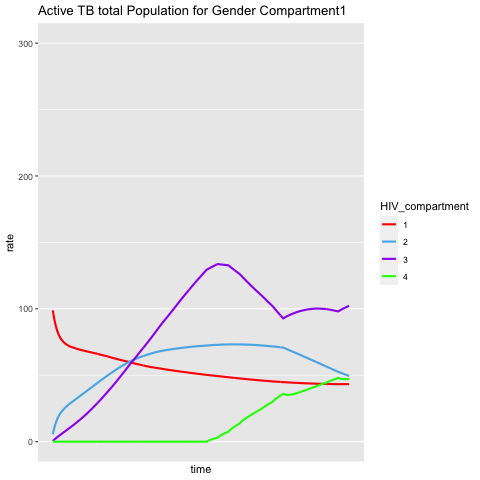 Active TB total Population for Gender Compartment1
300
200
100
0
rate
time
HIV_compartment
1
2
3
4